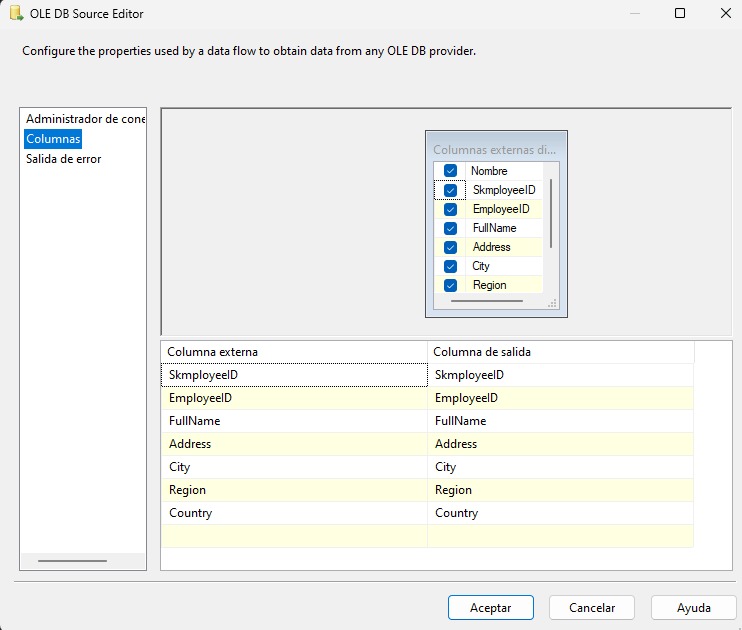 OLE DB Source Editor
Configure the properties used by a data flow to obtain data from any OLE DB provider.
Administrador de cone
Columnas
Salida de error
Columnas externas di...
Nombre
SkmployeeID
EmployeeID
FullName
Address
City
Region
Columna externa Columna de salida
SkmployeeID SkmployeeID
EmployeeID EmployeeID
FullName FullName
Address Address
City City
Region Region
Country Country
Aceptar Cancelar Ayuda